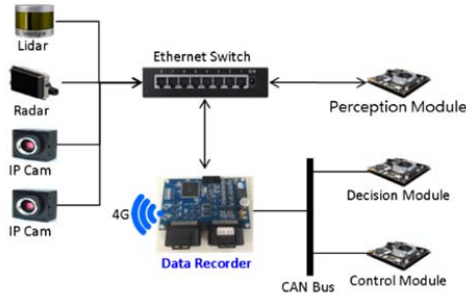 Lidar
Ethernet Switch
Radar
Perception Module
IP Cam
4G
Decision Module
IP Cam
Data Recorder
CAN Bus
Control Module